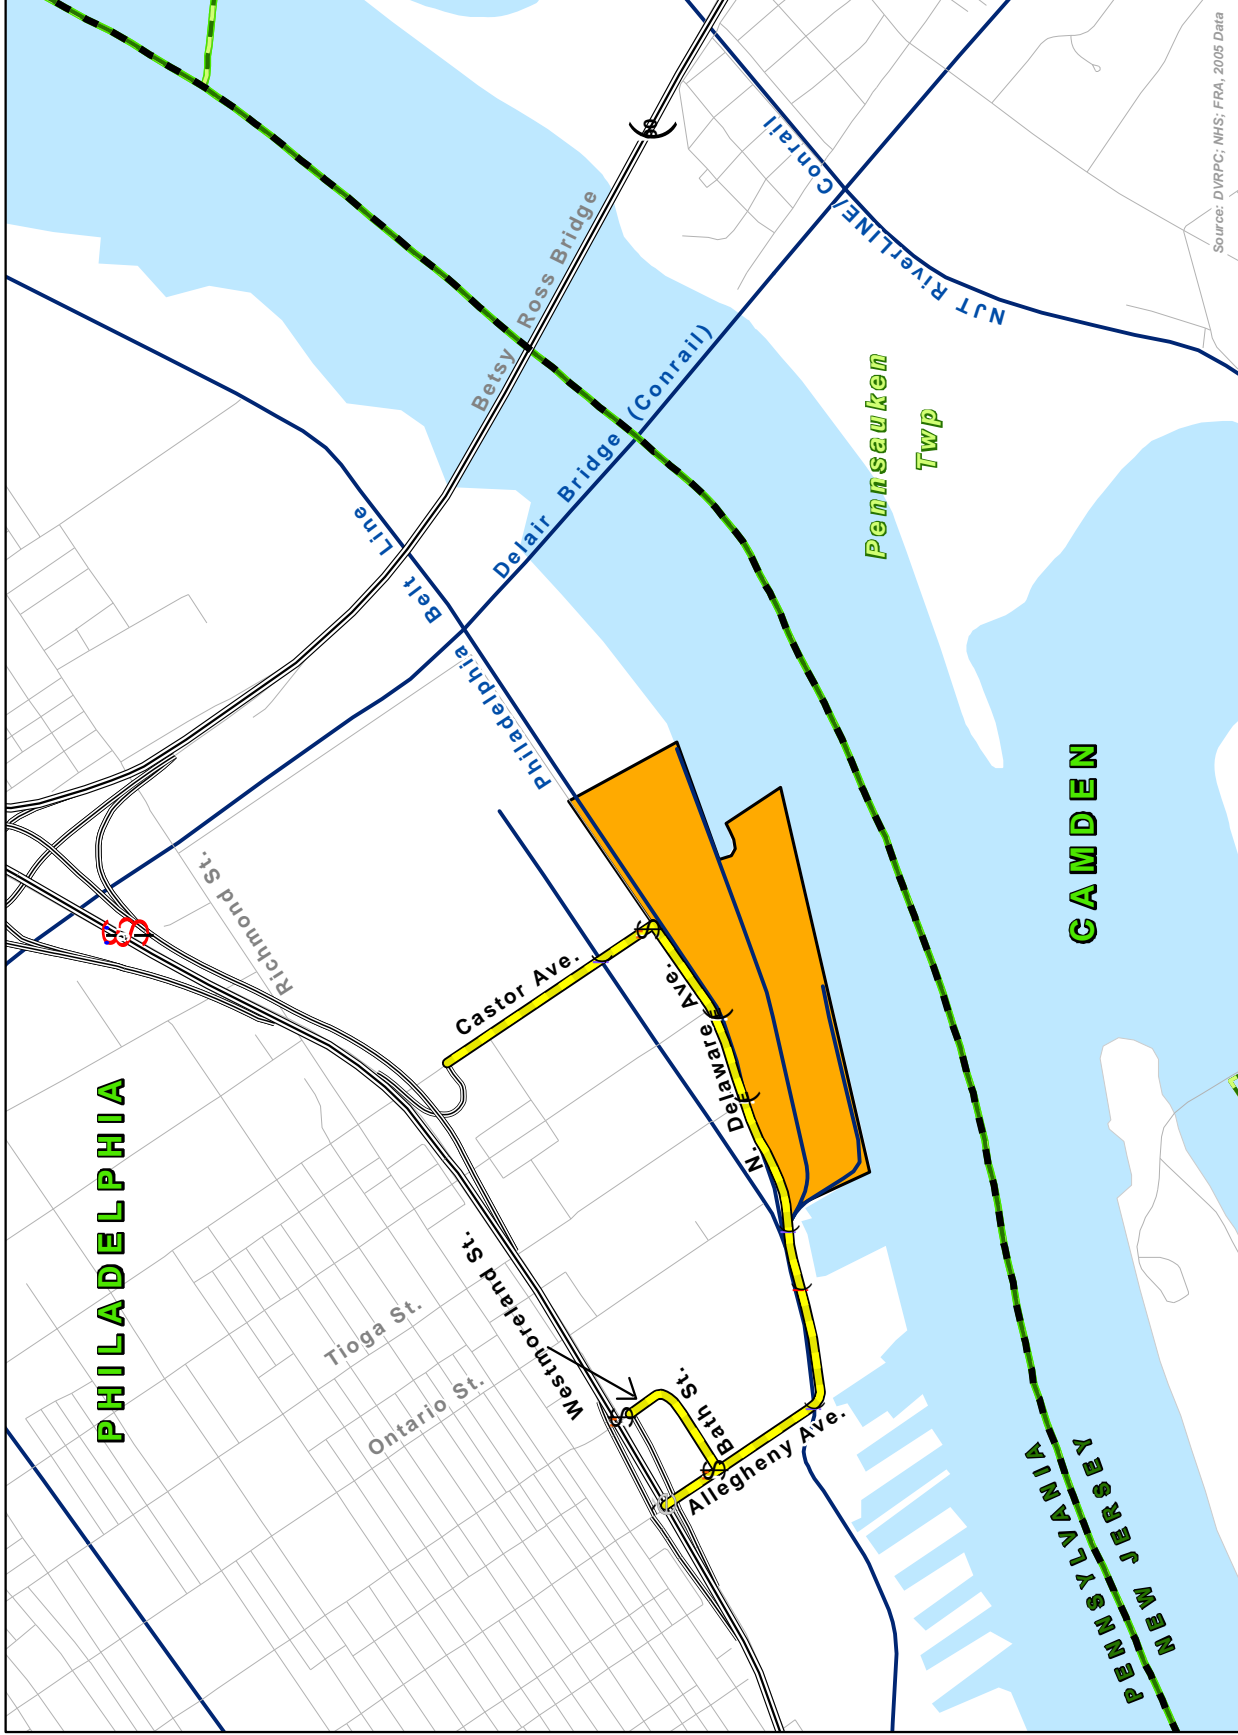 PHILADELPHIA
Tioga St.
Ontario St.
Westmoreland St.
Bath St.
Allegheny Ave.
Richmond St.
Castor Ave.
N. Delaware Ave.
Philadelphia Belt Line
Delair Bridge (Conrail)
Betsy Ross Bridge
90
NJT RiverLINE/Conrail
Pennsauken
Twp
CAMDEN
PENNSYLVANIA
NEW JERSEY
Source: DVRPC; NHS; FRA, 2005 Data